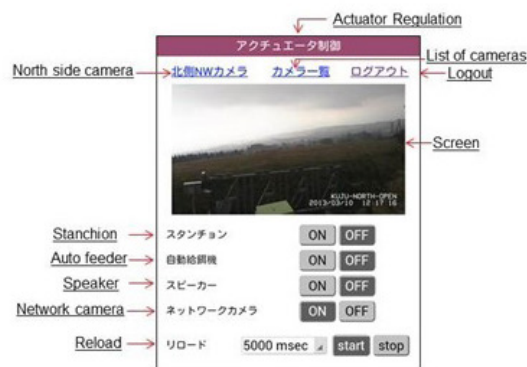 Actuator Regulation
アクチュエータ制御
List of cameras
North side camera
北側NWカメラ カメラ一覧 ログアウト
Logout
Screen
KUJU-NORTH-OPEN
2013/03/10 12:17:16
Stanchion スタンチョン ON OFF
Auto feeder 自動給餌機 ON OFF
Speaker スピーカー ON OFF
Network camera ネットワークカメラ ON OFF
Reload リロード 5000 msec start stop